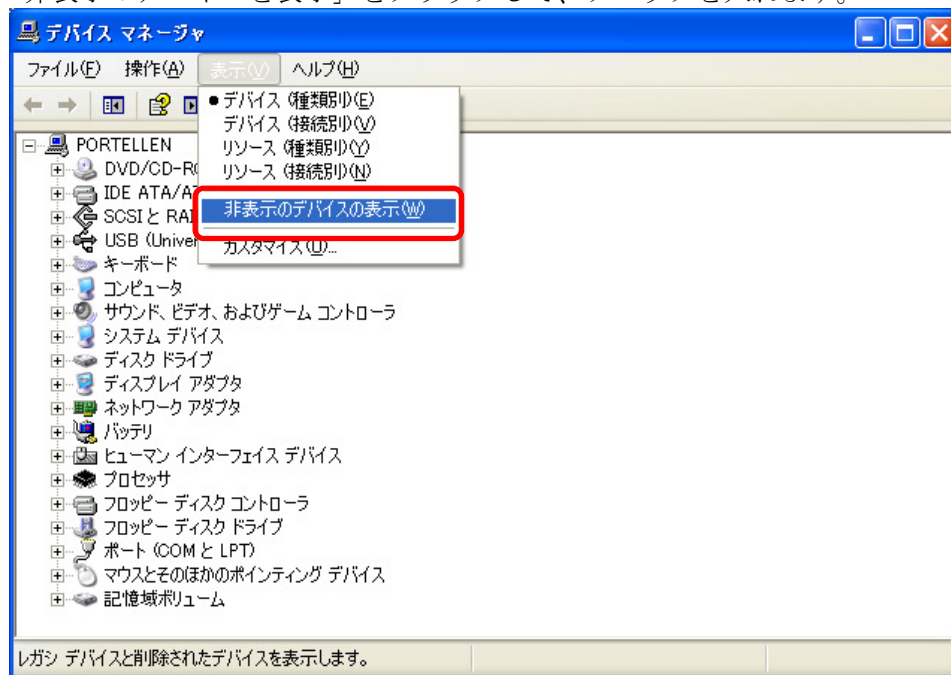 デバイス マネージャ
ファイル(F) 操作(A) 表示(V) ヘルプ(H)
デバイス (種類別)(E)
デバイス (接続別)(V)
リソース (種類別)(Y)
リソース (接続別)(N)
非表示のデバイスの表示(W)
カスタマイズ(U)...
PORTELLEN
DVD/CD-R
IDE ATA/A
SCSI と RAI
USB (Univer
キーボード
コンピュータ
サウンド、ビデオ、およびゲーム コントローラ
システム デバイス
ディスク ドライブ
ディスプレイ アダプタ
ネットワーク アダプタ
バッテリ
ヒューマン インターフェイス デバイス
プロセッサ
フロッピー ディスク コントローラ
フロッピー ディスク ドライブ
ポート (COM と LPT)
マウスとそのほかのポインティング デバイス
記憶域ボリューム
レガシ デバイスと削除されたデバイスを表示します。